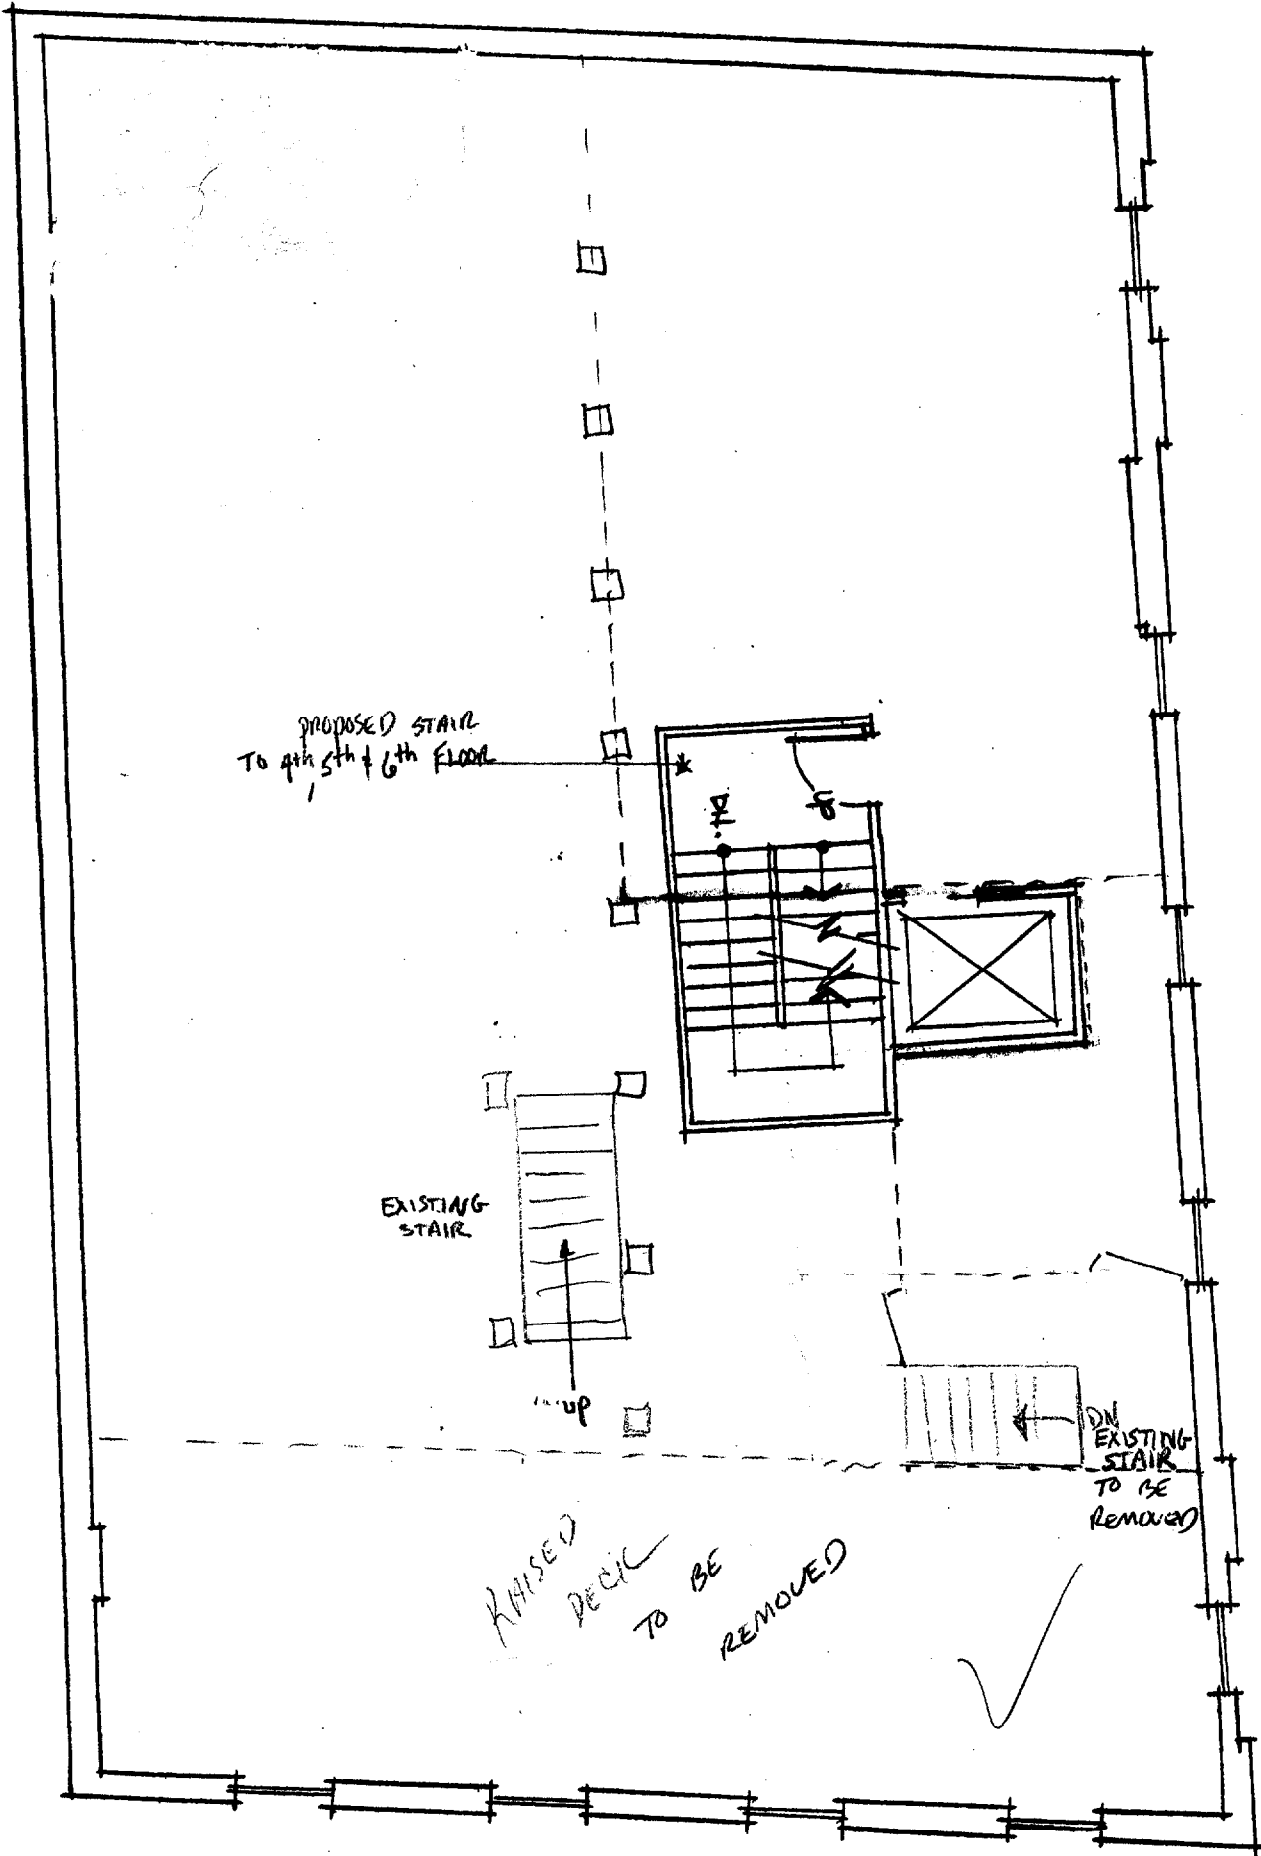 PROPOSED STAIR
TO 4th, 5th & 6th FLOOR
EXISTING
STAIR
up
DN
EXISTING
STAIR
TO BE
REMOVED
RAISED
DECK
TO BE
REMOVED